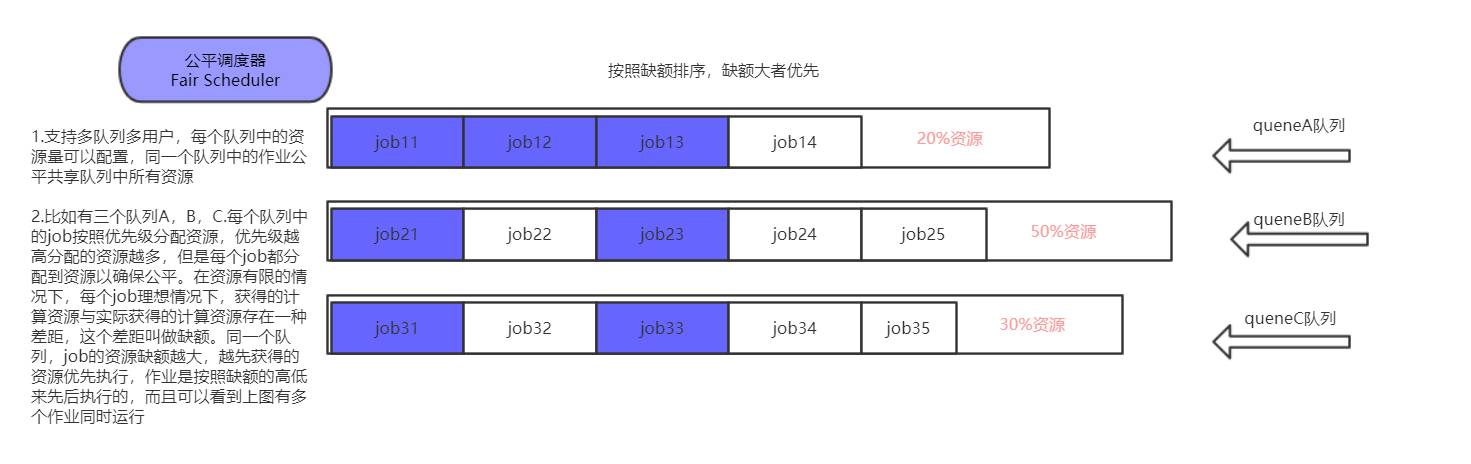 公平调度器
Fair Scheduler
按照缺额排序，缺额大者优先
1.支持多队列多用户，每个队列中的资
源量可以配置，同一个队列中的作业公
平共享队列中所有资源
2.比如有三个队列A，B，C.每个队列中
的job按照优先级分配资源，优先级越
高分配的资源越多，但是每个job都分
配到资源以确保公平。在资源有限的情
况下，每个job理想情况下，获得的计
算资源与实际获得的计算资源存在一种
差距，这个差距叫做缺额。同一个队
列，job的资源缺额越大，越先获得的
资源优先执行，作业是按照缺额的高低
来先后执行的，而且可以看到上图有多
个作业同时运行
job11 job12 job13 job14 20%资源
queneA队列
job21 job22 job23 job24 job25 50%资源
queneB队列
job31 job32 job33 job34 job35 30%资源
queneC队列